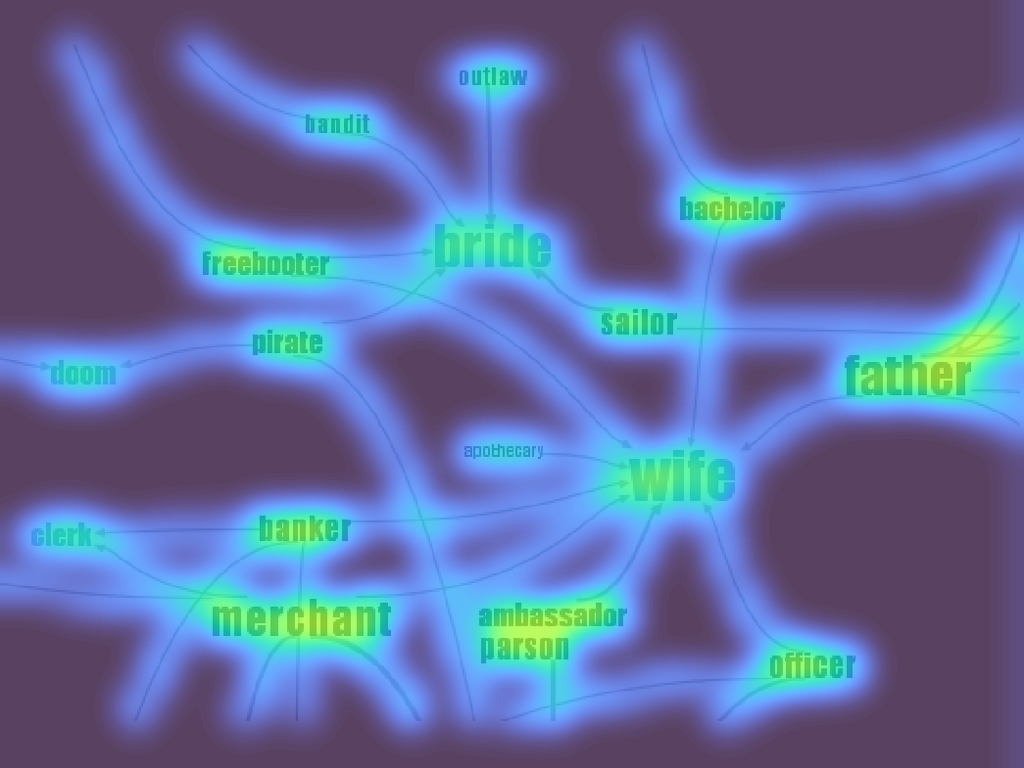 outlaw
bandit
bachelor
bride
freebooter
sailor
pirate
doom
father
apothecary
wife
banker
clerk
merchant
ambassador
parson
officer